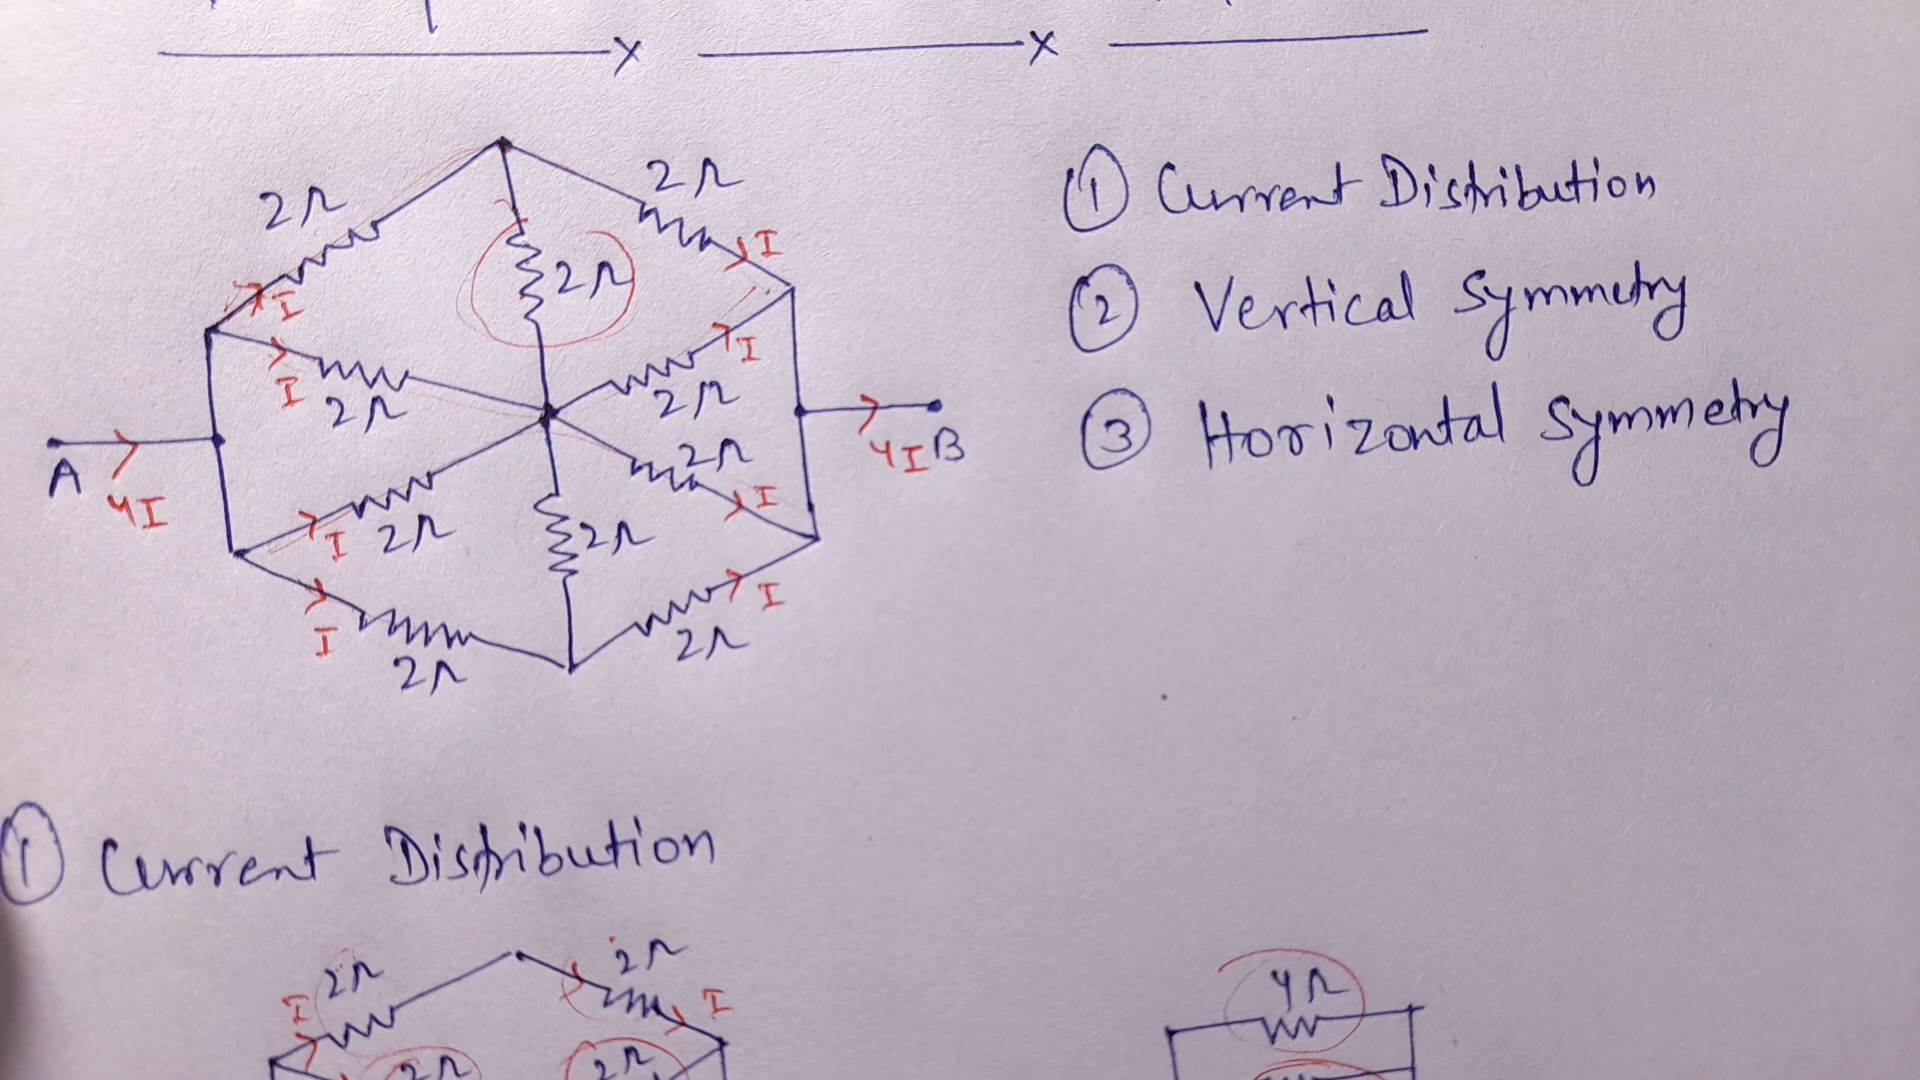 x x
2Ω 2Ω
① Current Distribution
I
2Ω
I
② Vertical Symmetry
I I
2Ω 2Ω
③ Horizontal Symmetry
A 4I 2Ω 4I B
I 2Ω 2Ω I
I 2Ω 2Ω I
① Current Distribution
2Ω 2Ω
I I
4Ω
2Ω 2Ω